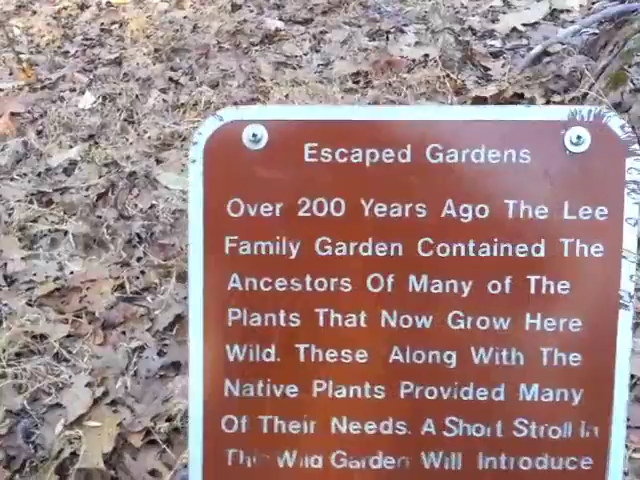 Escaped Gardens
Over 200 Years Ago The Lee
Family Garden Contained The
Ancestors Of Many of The
Plants That Now Grow Here
Wild. These Along With The
Native Plants Provided Many
Of Their Needs. A Short Stroll In
This Wild Garden Will Introduce